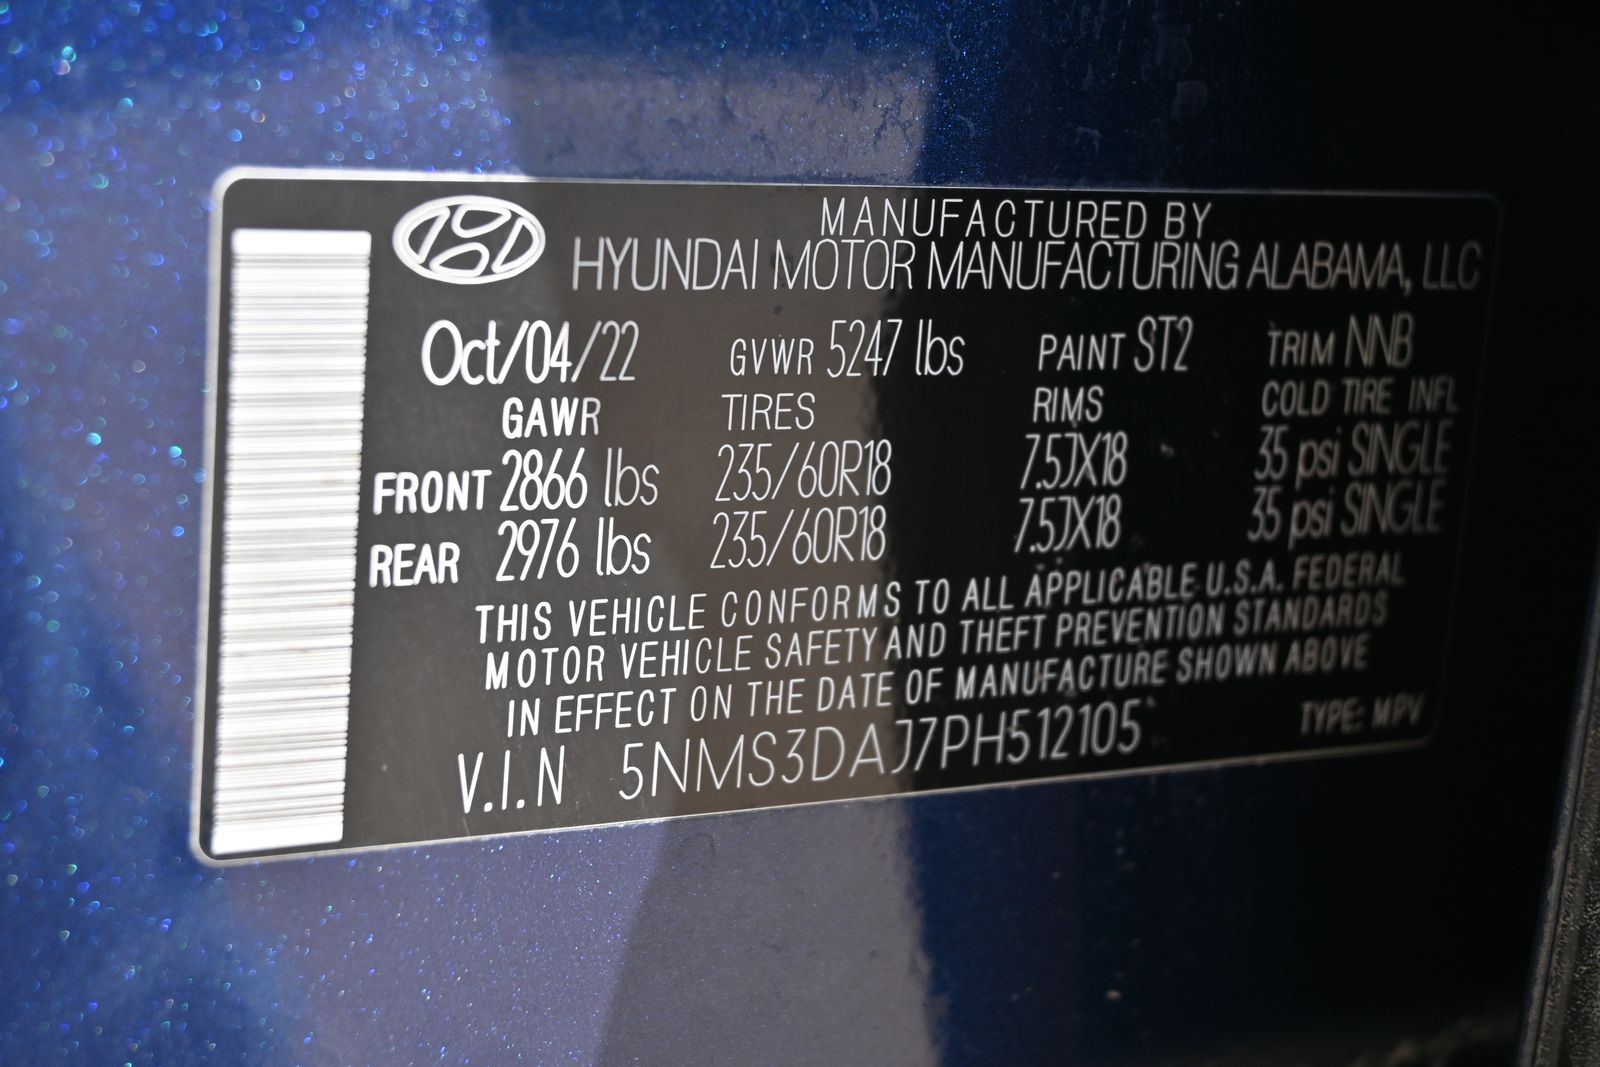 MANUFACTURED BY
HYUNDAI MOTOR MANUFACTURING ALABAMA, LLC
Oct/04/22 GVWR 5247 lbs PAINT ST2 TRIM NNB
GAWR TIRES RIMS COLD TIRE INFL
FRONT 2866 lbs 235/60R18 7.5JX18 35 psi SINGLE
REAR 2976 lbs 235/60R18 7.5JX18 35 psi SINGLE
THIS VEHICLE CONFORMS TO ALL APPLICABLE U.S.A. FEDERAL
MOTOR VEHICLE SAFETY AND THEFT PREVENTION STANDARDS
IN EFFECT ON THE DATE OF MANUFACTURE SHOWN ABOVE
V.I.N 5NMS3DAJ7PH512105 TYPE: MPV